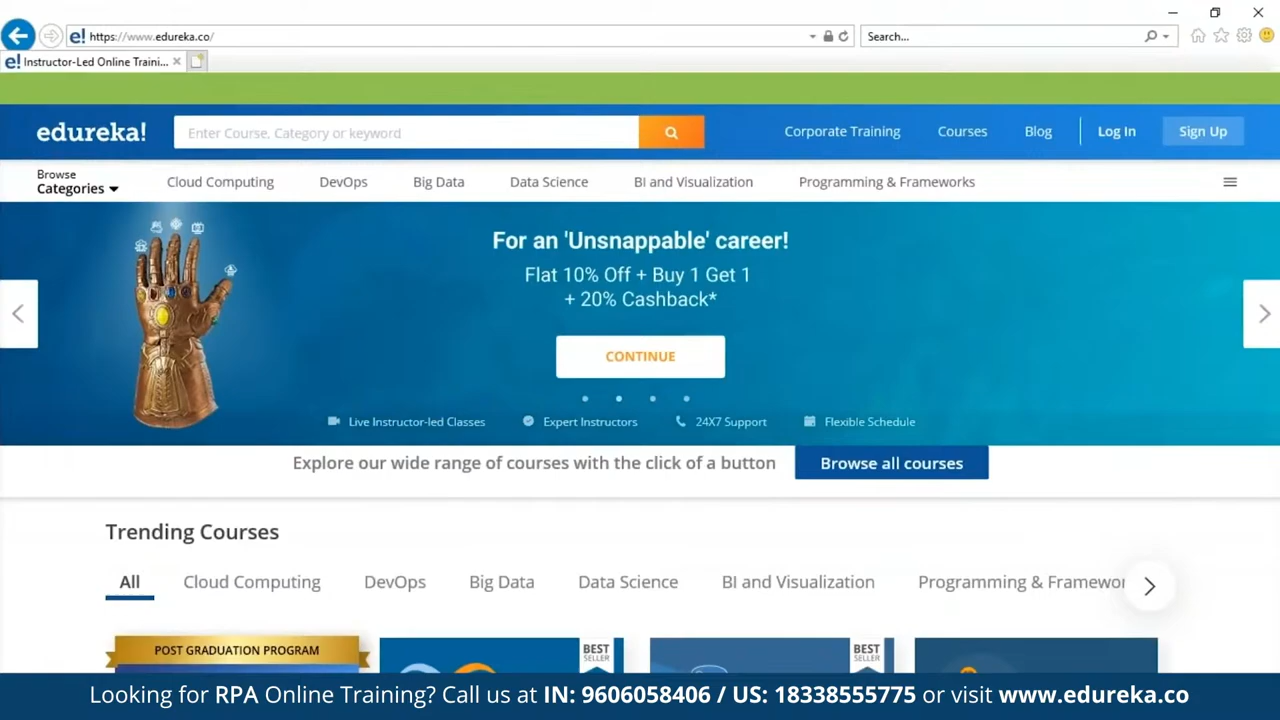 https://www.edureka.co/
Search...
e! Instructor-Led Online Traini...
edureka!
Enter Course, Category or keyword
Corporate Training
Courses
Blog
Log In
Sign Up
Browse
Categories
Cloud Computing
DevOps
Big Data
Data Science
BI and Visualization
Programming & Frameworks
For an 'Unsnappable' career!
Flat 10% Off + Buy 1 Get 1
+ 20% Cashback*
CONTINUE
Live Instructor-led Classes
Expert Instructors
24X7 Support
Flexible Schedule
Explore our wide range of courses with the click of a button
Browse all courses
Trending Courses
All
Cloud Computing
DevOps
Big Data
Data Science
BI and Visualization
Programming & Framewor
POST GRADUATION PROGRAM
BEST
SELLER
BEST
SELLER
Looking for RPA Online Training? Call us at IN: 9606058406 / US: 18338555775 or visit www.edureka.co